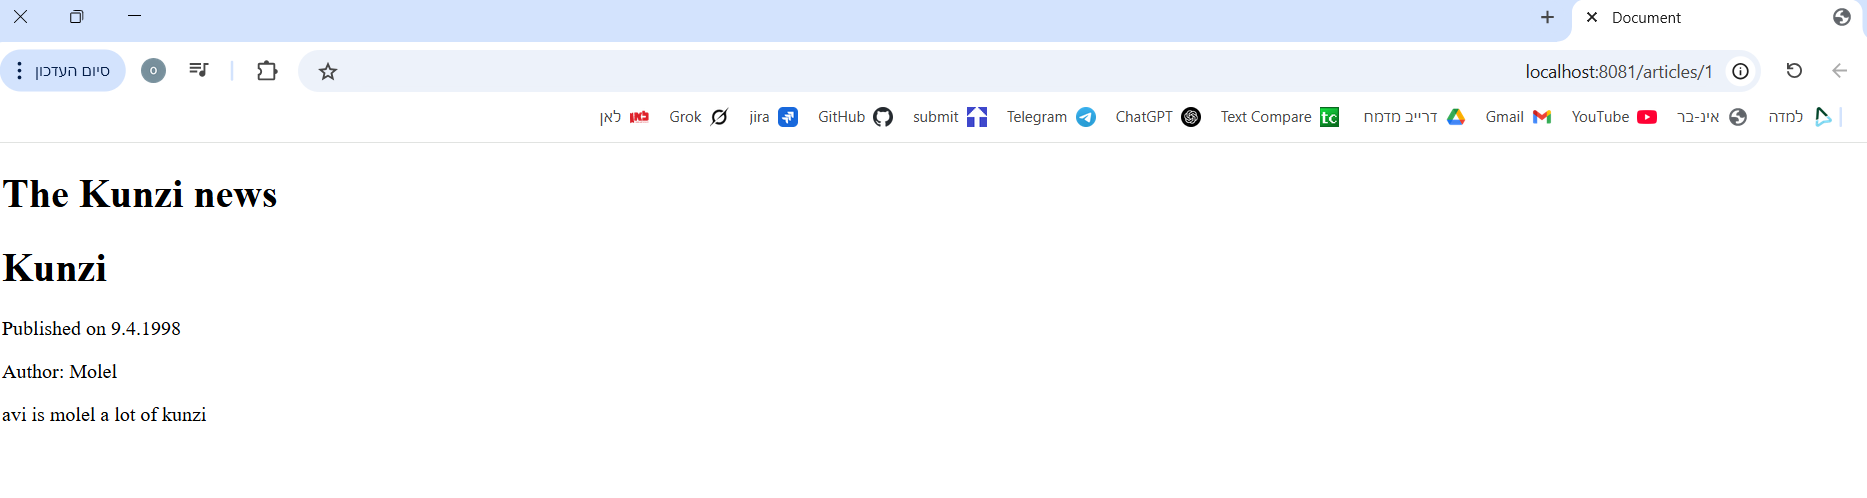 Document
localhost:8081/articles/1
סיום העדכון
למדה
אינ-בר
YouTube
Gmail
דרייב מדמח
Text Compare
ChatGPT
Telegram
submit
GitHub
jira
Grok
לאן
The Kunzi news
Kunzi
Published on 9.4.1998
Author: Molel
avi is molel a lot of kunzi